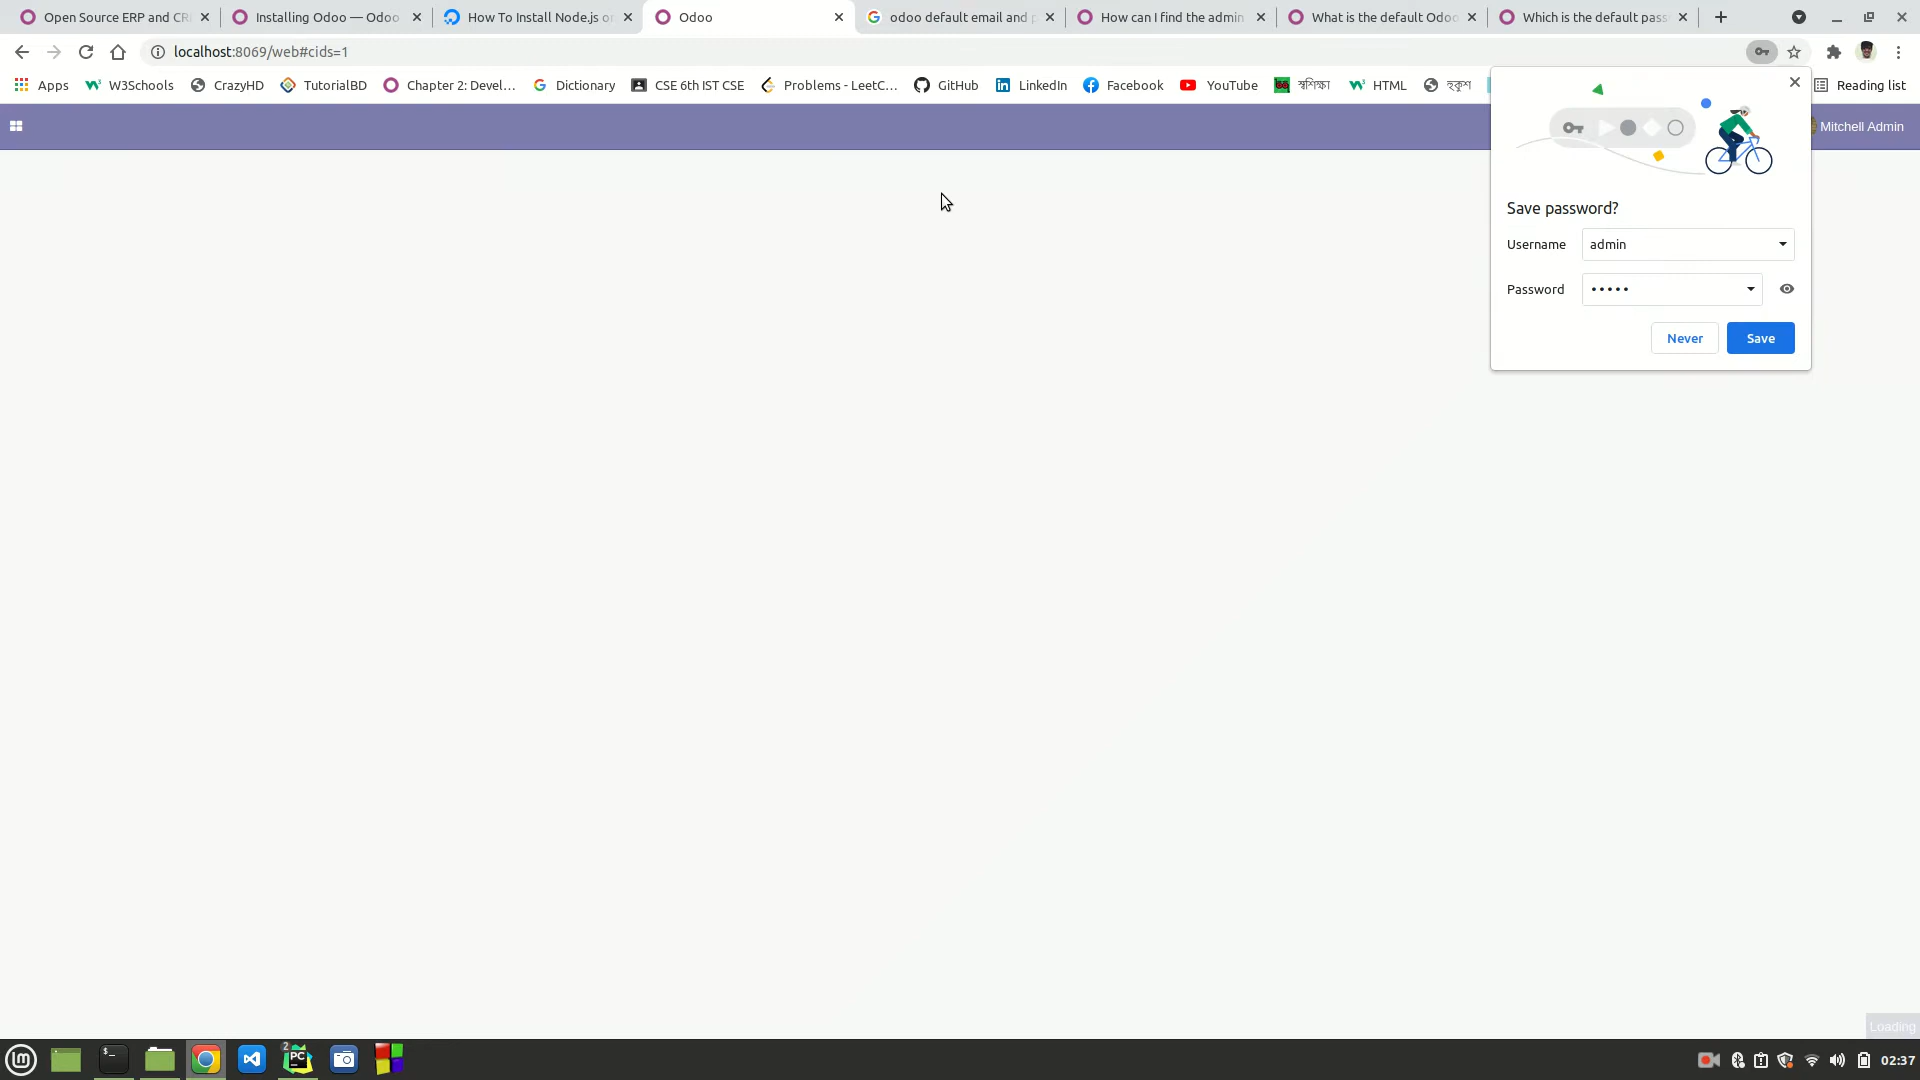 Open Source ERP and CR
Installing Odoo — Odoo
How To Install Node.js o
Odoo
odoo default email and p
How can I find the admin
What is the default Odoo
Which is the default pass
localhost:8069/web#cids=1
Apps
W3Schools
CrazyHD
TutorialBD
Chapter 2: Devel...
Dictionary
CSE 6th IST CSE
Problems - LeetC...
GitHub
LinkedIn
Facebook
YouTube
স্বশিক্ষা
HTML
হুকুশ
Reading list
Mitchell Admin
Save password?
Username
admin
Password
•••••
Never
Save
Loading
02:37